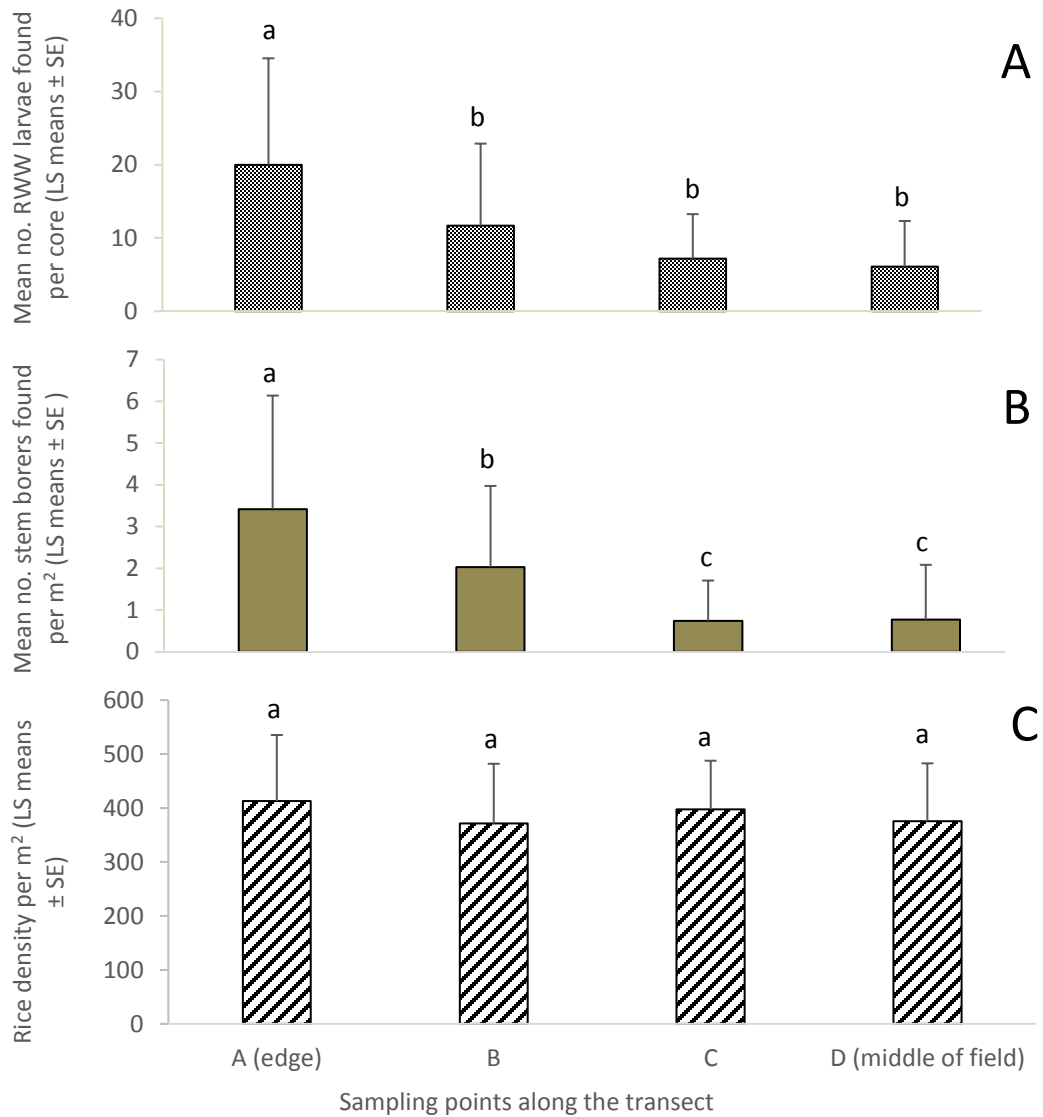 Mean no. RWW larvae found
per core (LS means ± SE)
40
30
20
10
0
a
b
b
b
A
Mean no. stem borers found
per m² (LS means ± SE )
7
6
5
4
3
2
1
0
a
b
c
c
B
Rice density per m² (LS means
± SE)
600
500
400
300
200
100
0
a
a
a
a
C
A (edge)
B
C
D (middle of field)
Sampling points along the transect